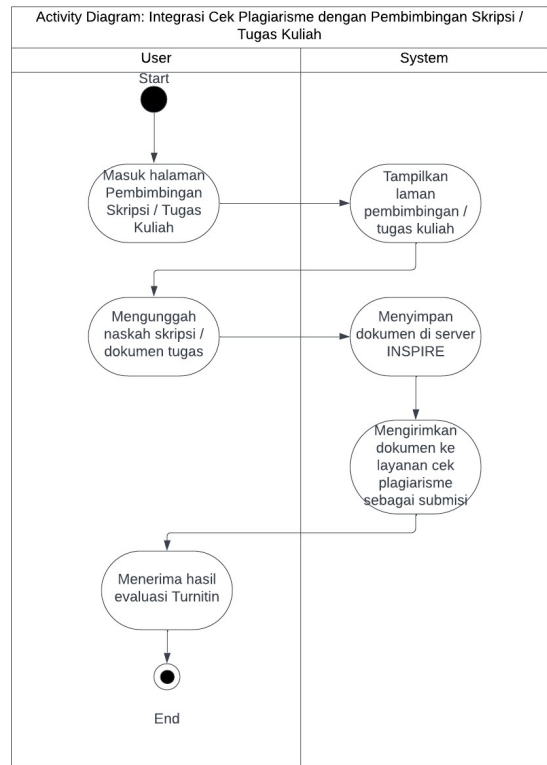 Activity Diagram: Integrasi Cek Plagiarisme dengan Pembimbingan Skripsi /
Tugas Kuliah
User
System
Start
Masuk halaman
Pembimbingan
Skripsi / Tugas
Kuliah
Tampilkan
laman
pembimbingan /
tugas kuliah
Mengunggah
naskah skripsi /
dokumen tugas
Menyimpan
dokumen di server
INSPIRE
Mengirimkan
dokumen ke
layanan cek
plagiarisme
sebagai submisi
Menerima hasil
evaluasi Turnitin
End